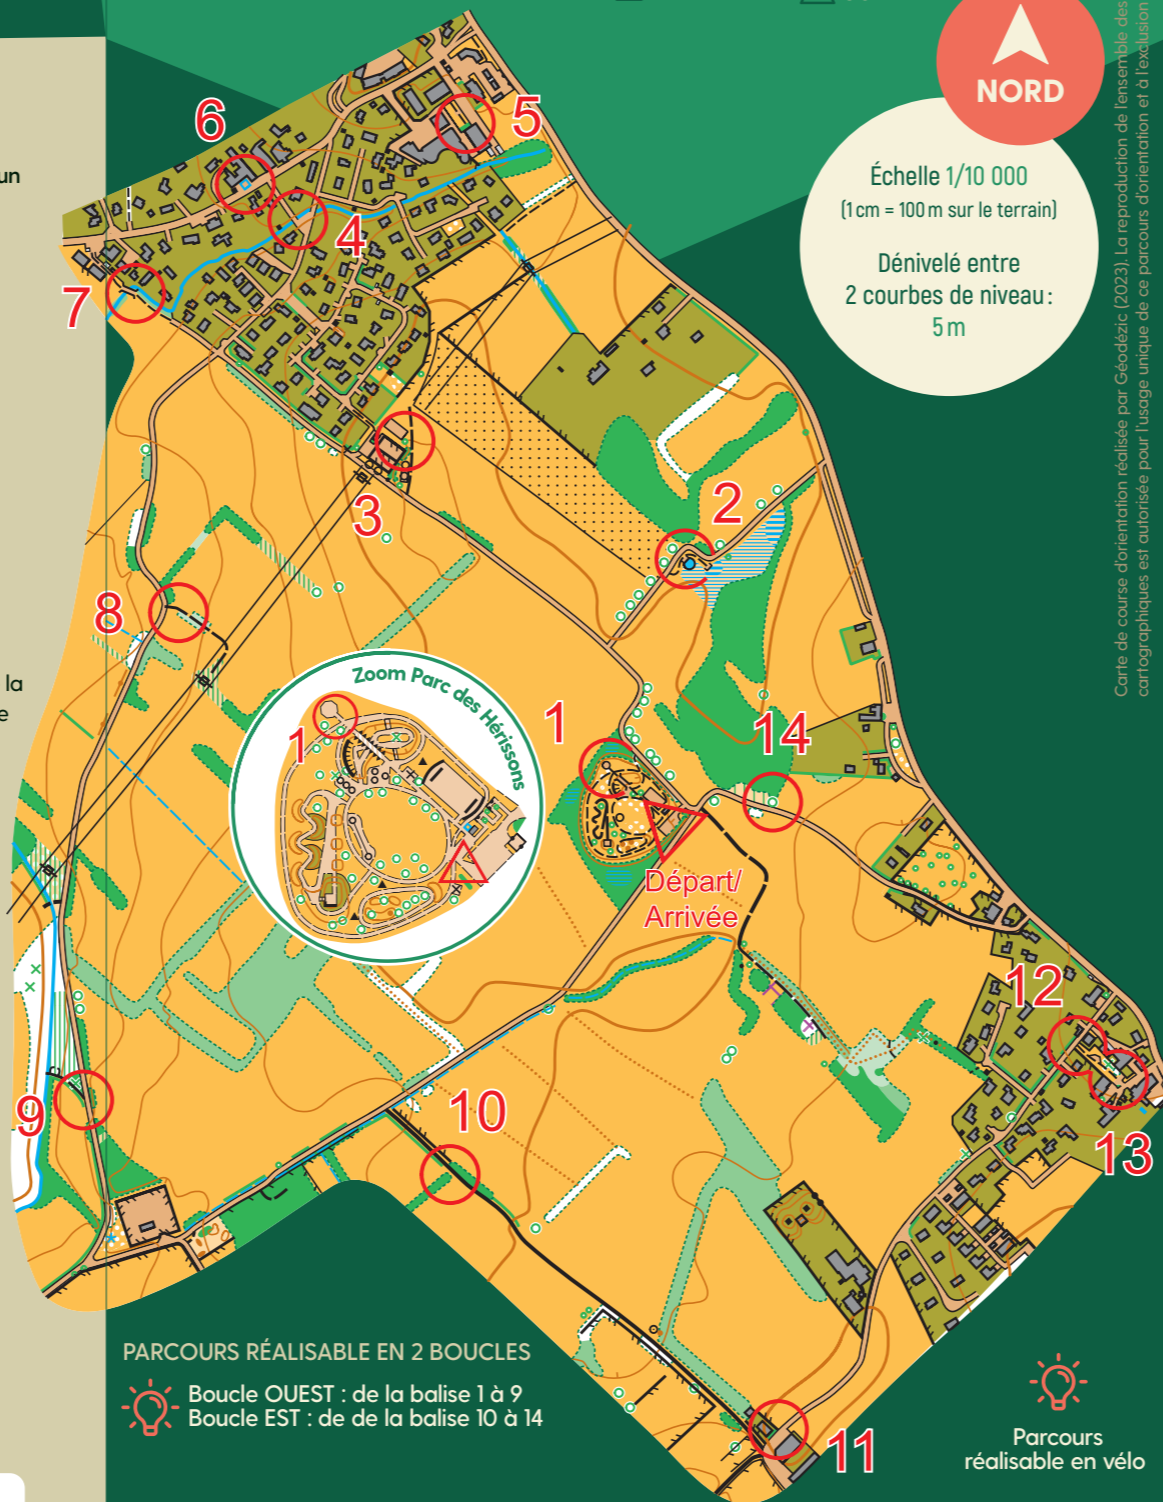 NORD
Échelle 1/10 000
(1 cm = 100 m sur le terrain)
Dénivelé entre
2 courbes de niveau :
5 m
Carte de course d'orientation réalisée par Géodézic (2023). La reproduction de l'ensemble des
cartographiques est autorisée pour l'usage unique de ce parcours d'orientation et à l'exclusion
un
la
e
6
5
4
7
3
2
8
Zoom Parc des Hérissons
1
1
14
Départ/
Arrivée
12
9
10
13
11
PARCOURS RÉALISABLE EN 2 BOUCLES
Boucle OUEST : de la balise 1 à 9
Boucle EST : de de la balise 10 à 14
Parcours
réalisable en vélo